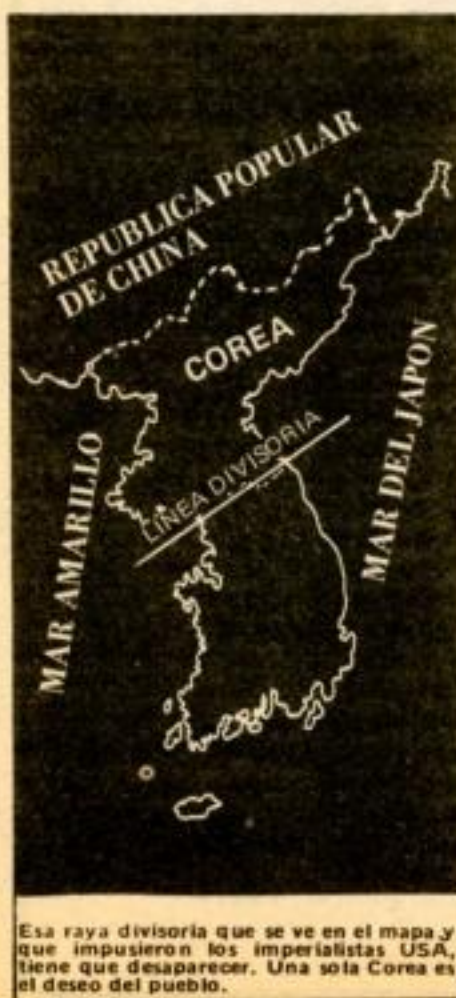 REPUBLICA POPULAR
DE CHINA
COREA
LINEA DIVISORIA
MAR AMARILLO
MAR DEL JAPON
Esa raya divisoria que se ve en el mapa y
que impusieron los imperialistas USA,
tiene que desaparecer. Una sola Corea es
el deseo del pueblo.